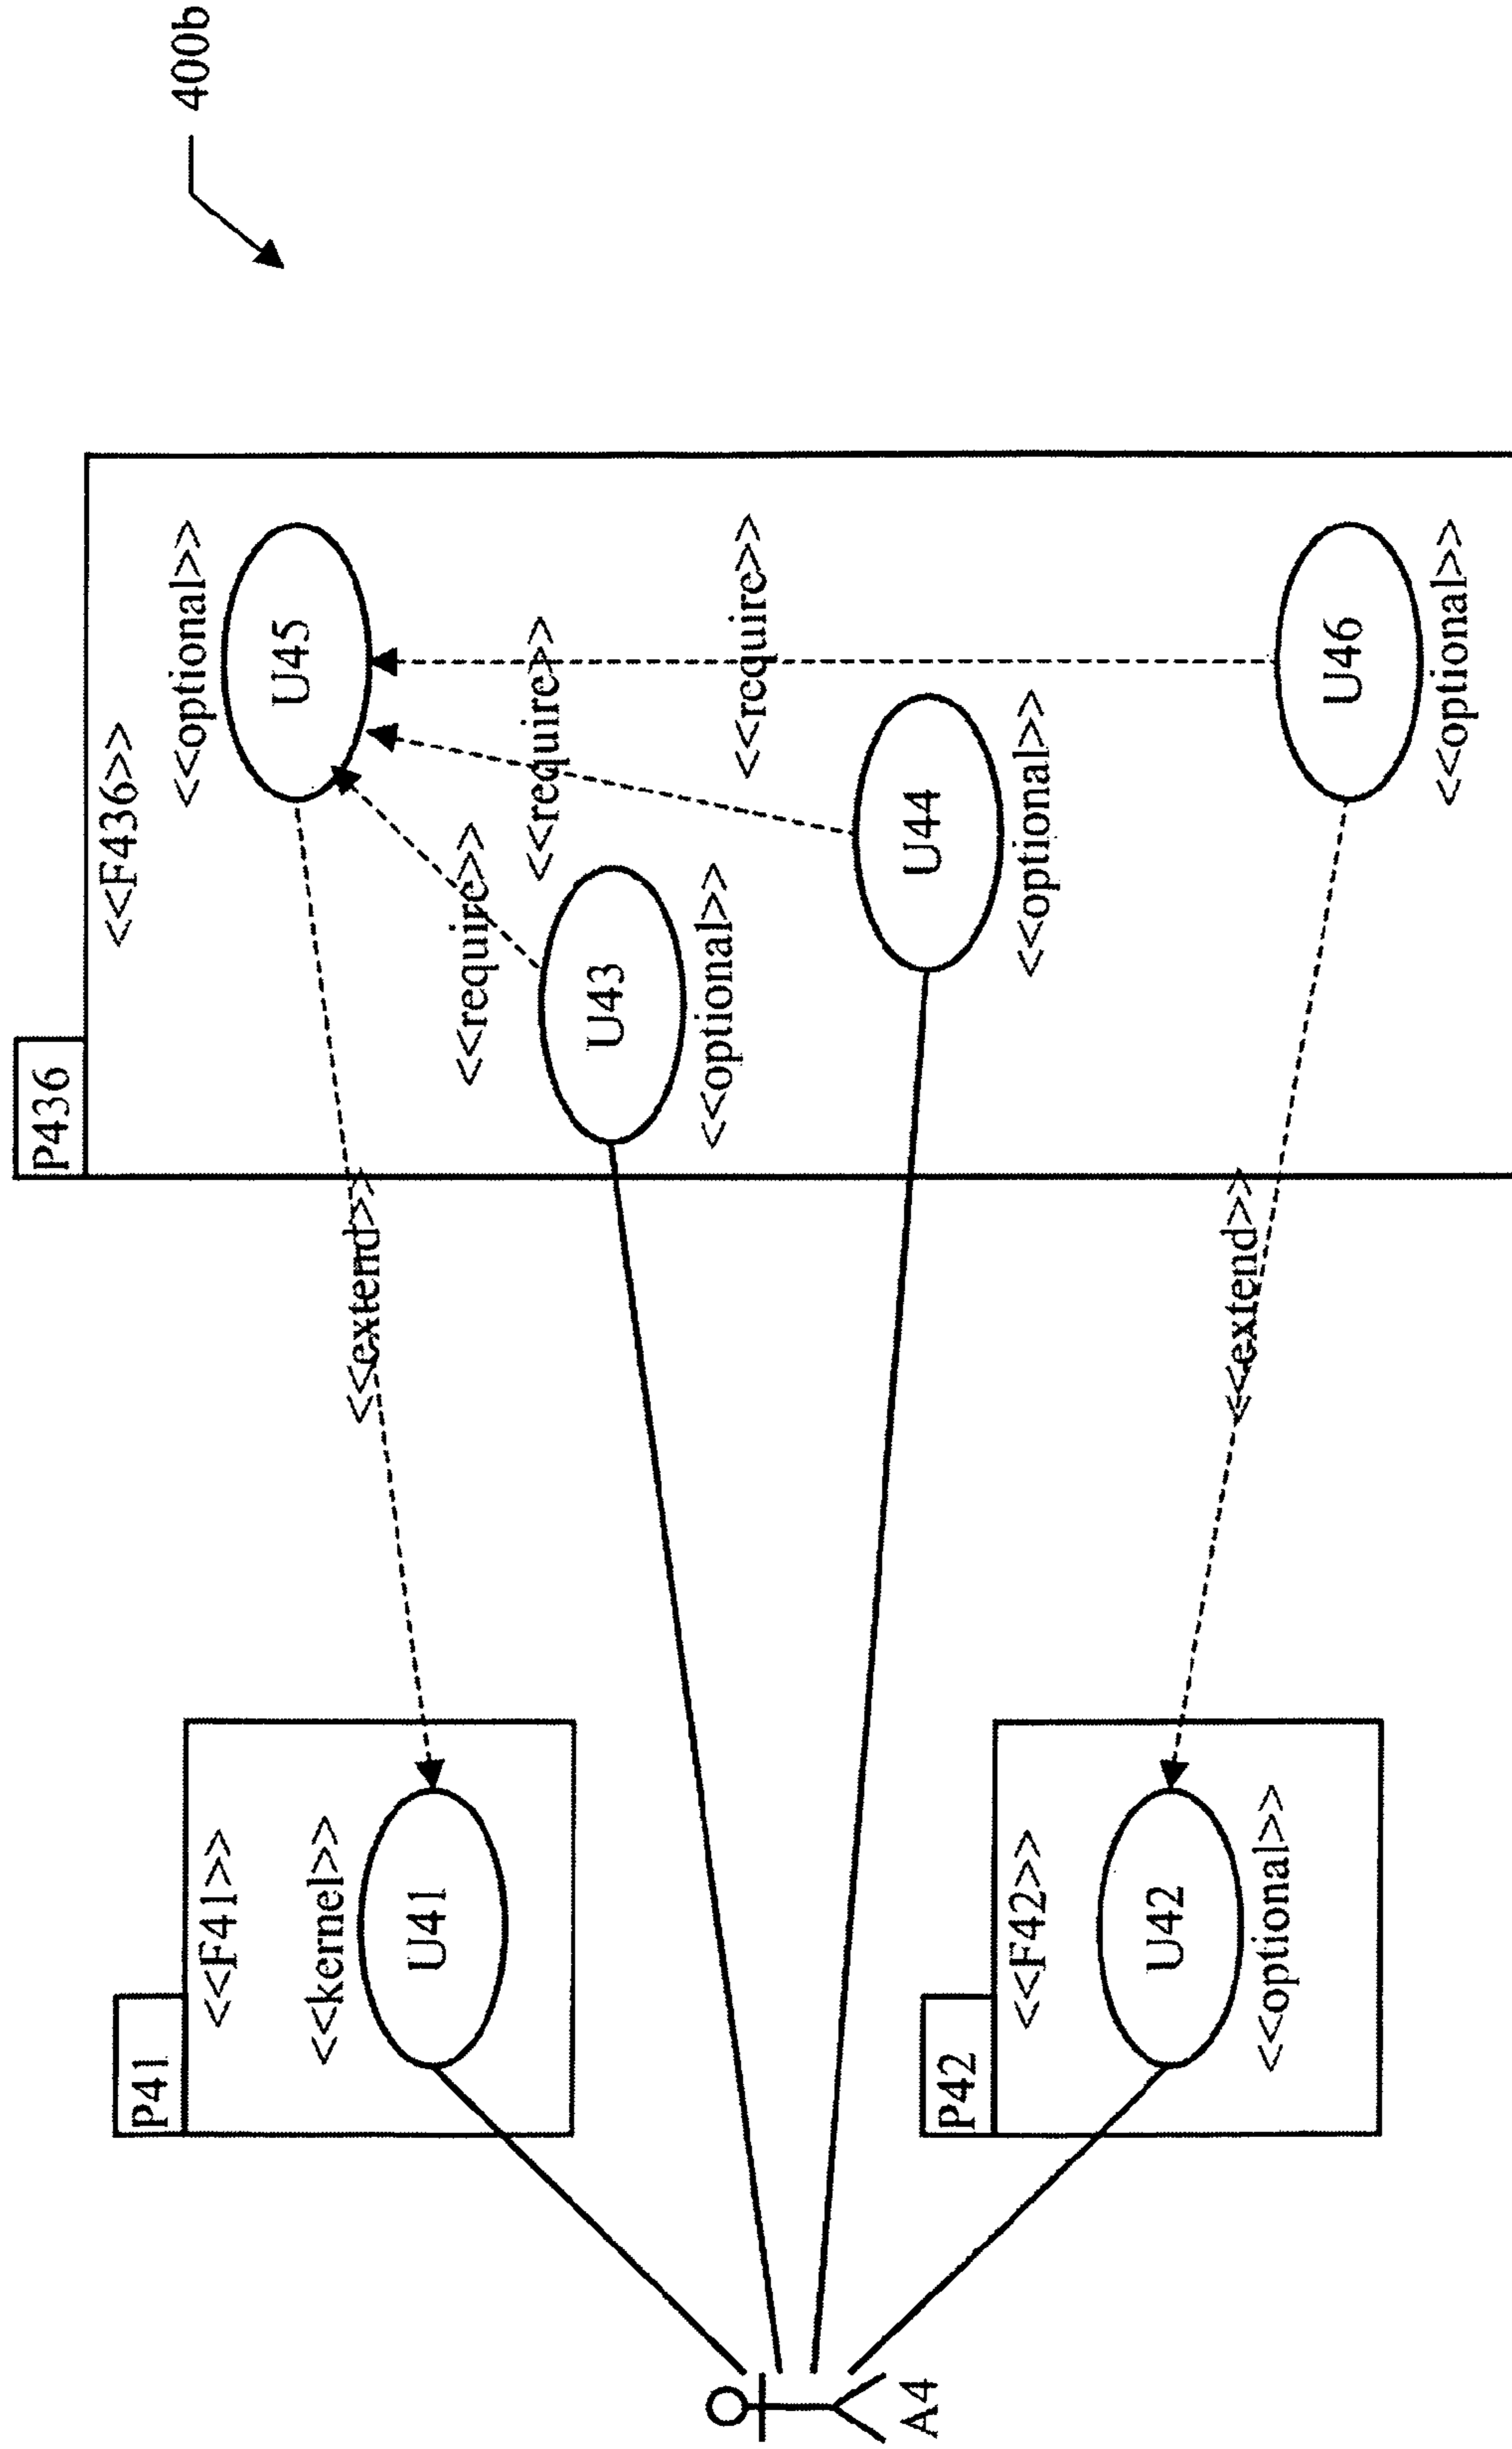 400b
P436
<<F436>>
<<optional>>
U45
<<extend>>
<<require>>
<<require>>
<<require>>
U43
<<optional>>
U44
<<optional>>
U46
<<optional>>
<<extend>>
P41
<<F41>>
<<kernel>>
U41
P42
<<F42>>
U42
<<optional>>
A4